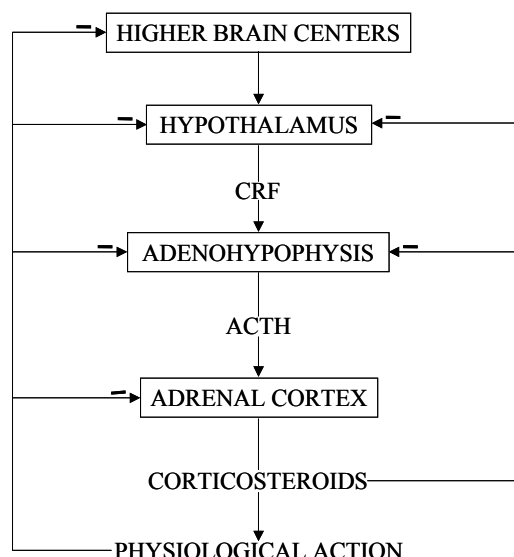 HIGHER BRAIN CENTERS
HYPOTHALAMUS
CRF
ADENOHYPOPHYSIS
ACTH
ADRENAL CORTEX
CORTICOSTEROIDS
PHYSIOLOGICAL ACTION